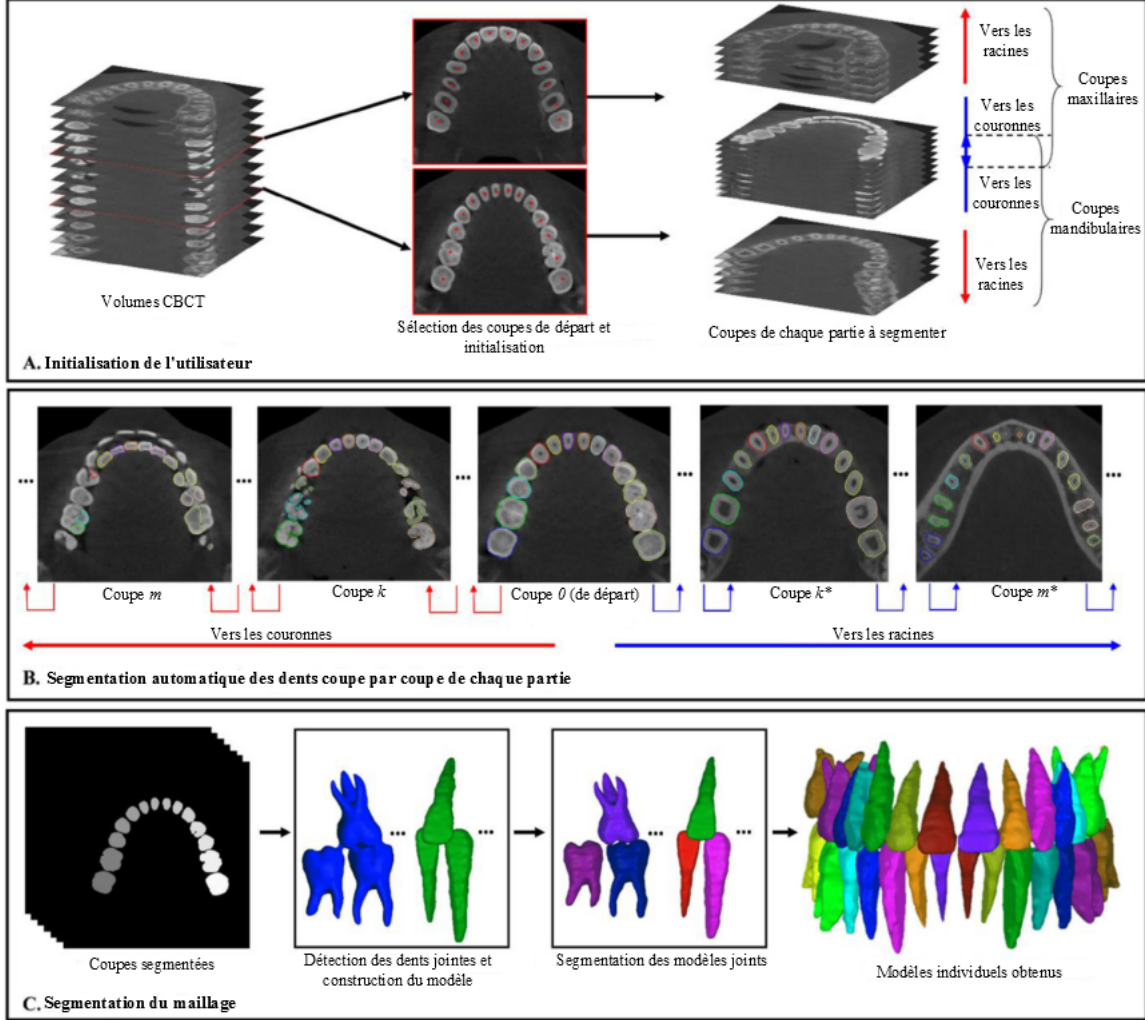 Vers les
racines
Coupes
maxillaires
Vers les
couronnes
Vers les
couronnes
Coupes
mandibulaires
Vers les
racines
Volumes CBCT
Sélection des coupes de départ et
initialisation
Coupes de chaque partie à segmenter
A. Initialisation de l'utilisateur
... ... ... ... ...
Coupe m
Coupe k
Coupe 0 (de départ)
Coupe k*
Coupe m*
Vers les couronnes
Vers les racines
B. Segmentation automatique des dents coupe par coupe de chaque partie
... ... ... ...
Coupes segmentées
Détection des dents jointes et
construction du modèle
Segmentation des modèles joints
Modèles individuels obtenus
C. Segmentation du maillage